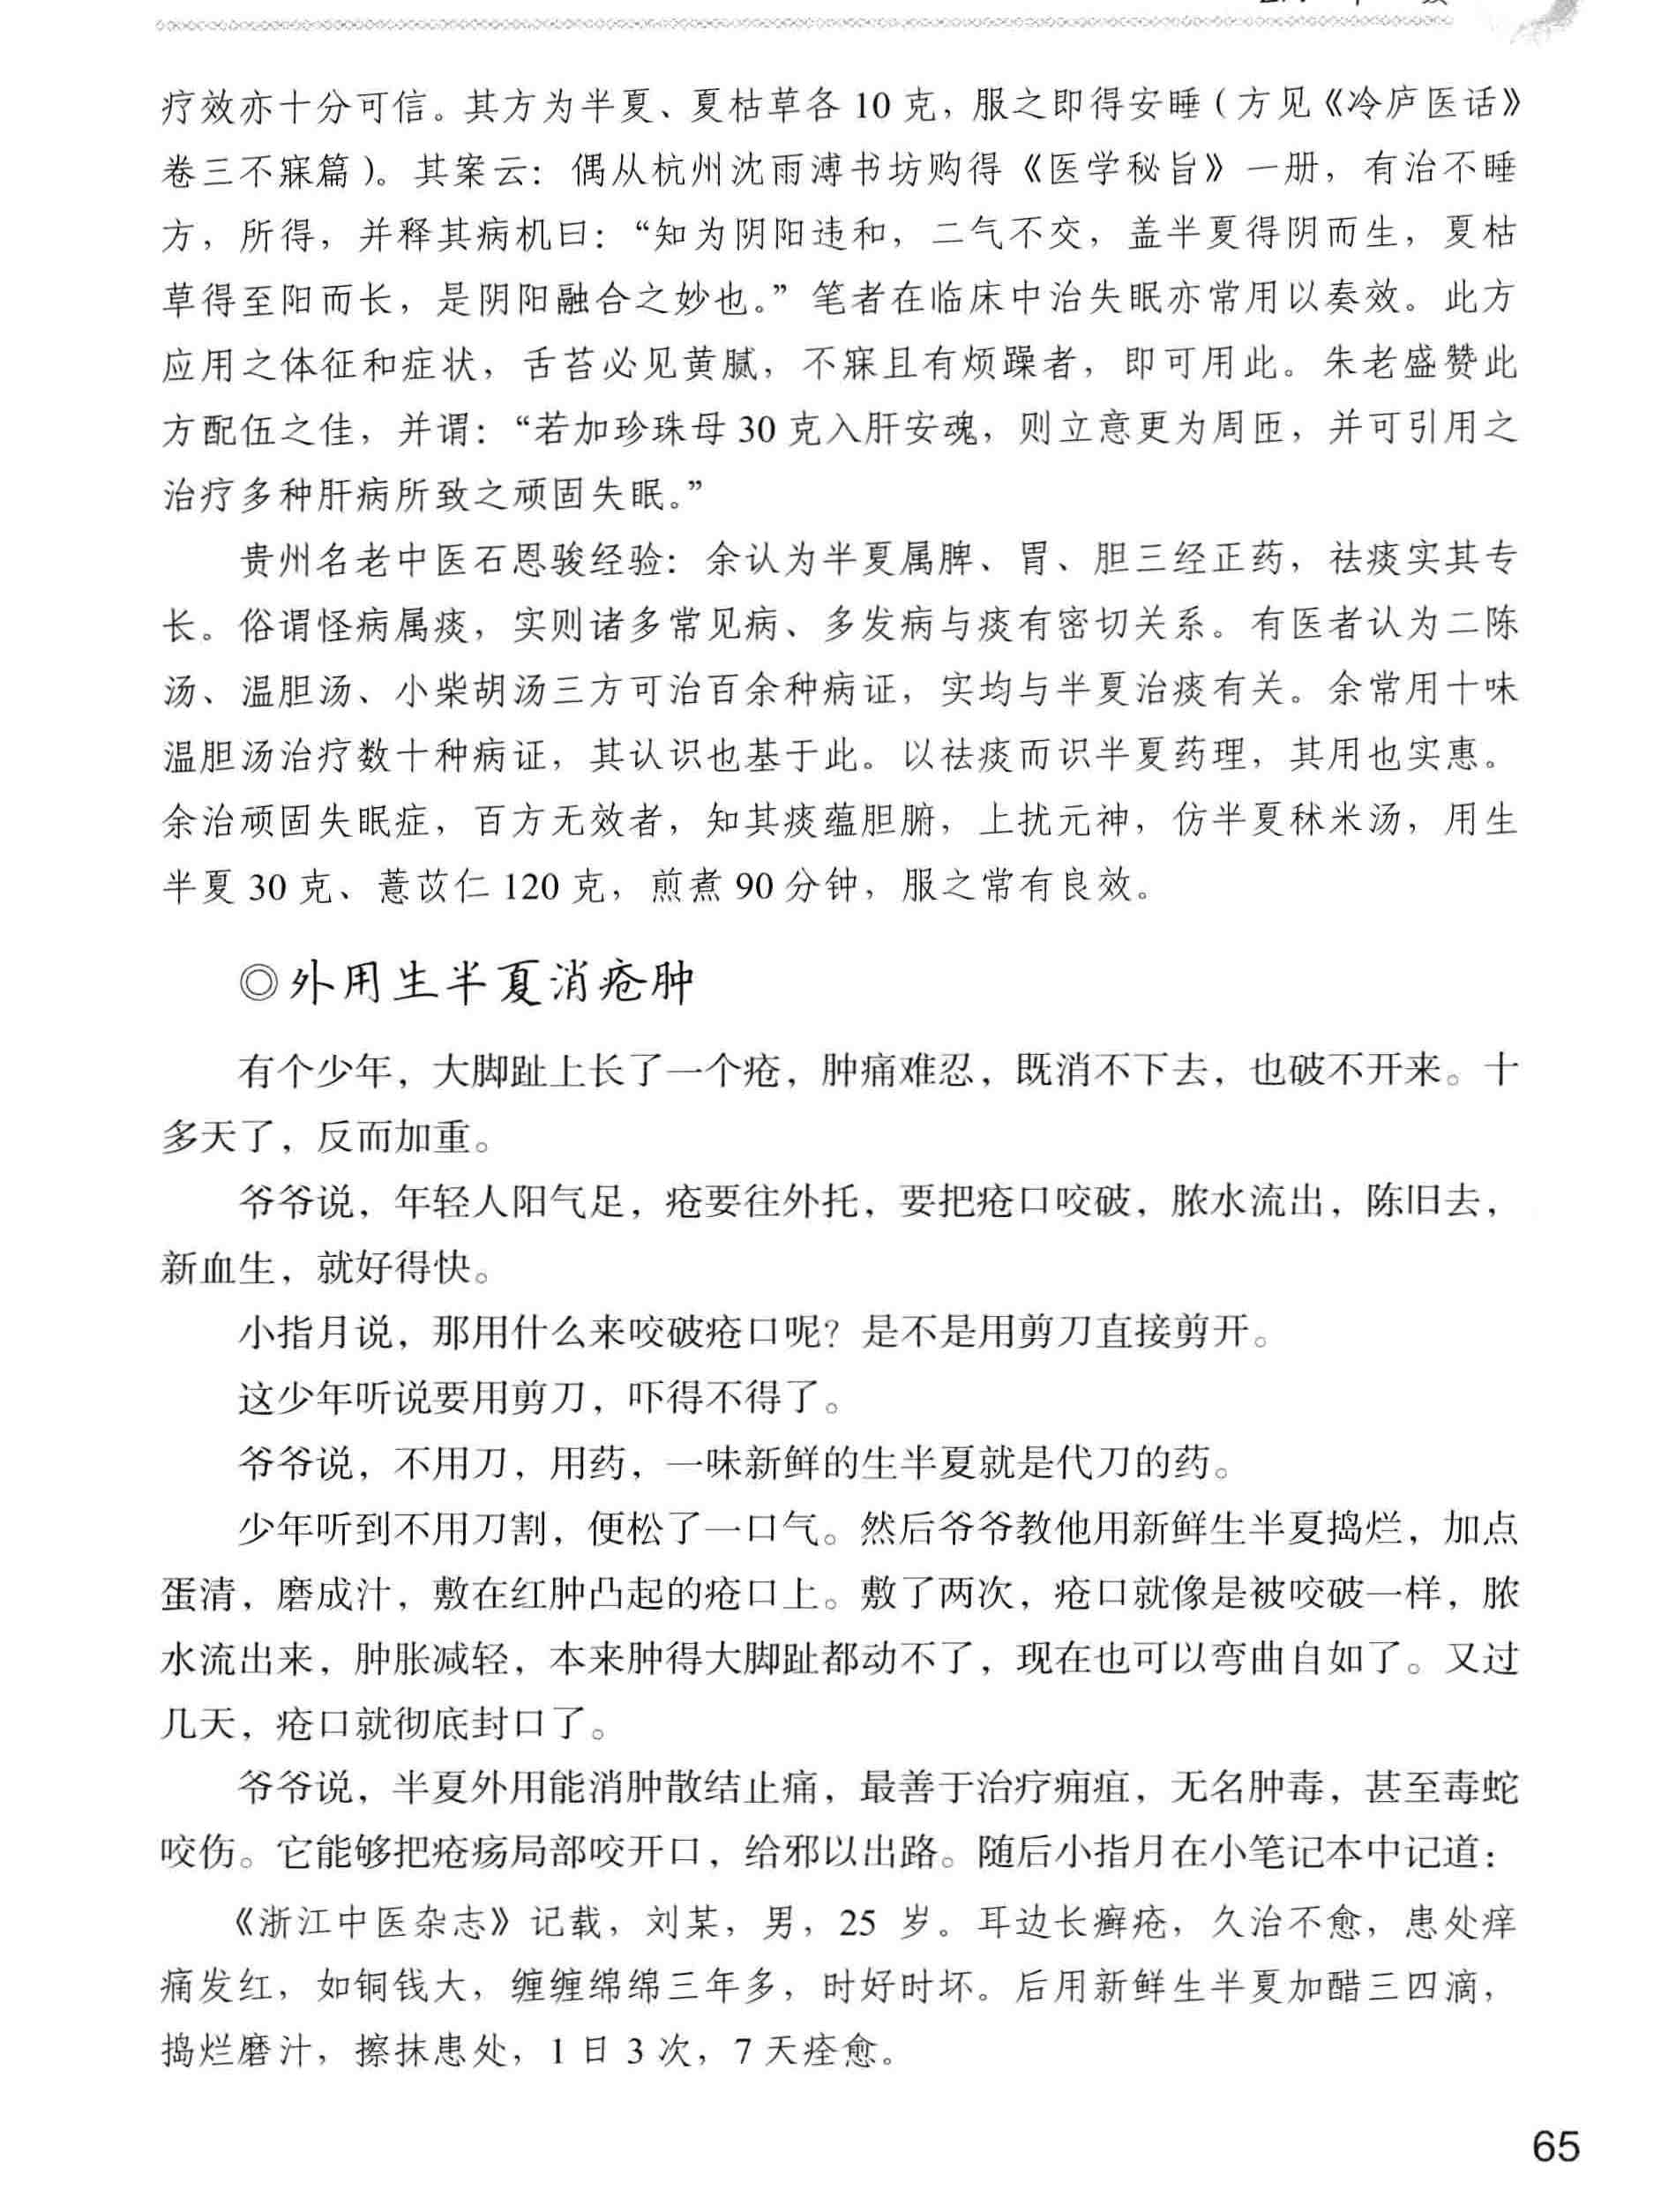 疗效亦十分可信。其方为半夏、夏枯草各 10 克，服之即得安睡（方见《冷庐医话》
卷三不寐篇）。其案云：偶从杭州沈雨溥书坊购得《医学秘旨》一册，有治不睡
方，所得，并释其病机曰：“知为阴阳违和，二气不交，盖半夏得阴而生，夏枯
草得至阳而长，是阴阳融合之妙也。”笔者在临床中治失眠亦常用以奏效。此方
应用之体征和症状，舌苔必见黄腻，不寐且有烦躁者，即可用此。朱老盛赞此
方配伍之佳，并谓：“若加珍珠母 30 克入肝安魂，则立意更为周匝，并可引用之
治疗多种肝病所致之顽固失眠。”
贵州名老中医石恩骏经验：余认为半夏属脾、胃、胆三经正药，祛痰实其专
长。俗谓怪病属痰，实则诸多常见病、多发病与痰有密切关系。有医者认为二陈
汤、温胆汤、小柴胡汤三方可治百余种病证，实均与半夏治痰有关。余常用十味
温胆汤治疗数十种病证，其认识也基于此。以祛痰而识半夏药理，其用也实惠。
余治顽固失眠症，百方无效者，知其痰蕴胆腑，上扰元神，仿半夏秫米汤，用生
半夏 30 克、薏苡仁 120 克，煎煮 90 分钟，服之常有良效。
◎外用生半夏消疮肿
有个少年，大脚趾上长了一个疮，肿痛难忍，既消不下去，也破不开来。十
多天了，反而加重。
爷爷说，年轻人阳气足，疮要往外托，要把疮口咬破，脓水流出，陈旧去，
新血生，就好得快。
小指月说，那用什么来咬破疮口呢？是不是用剪刀直接剪开。
这少年听说要用剪刀，吓得不得了。
爷爷说，不用刀，用药，一味新鲜的生半夏就是代刀的药。
少年听到不用刀割，便松了一口气。然后爷爷教他用新鲜生半夏捣烂，加点
蛋清，磨成汁，敷在红肿凸起的疮口上。敷了两次，疮口就像是被咬破一样，脓
水流出来，肿胀减轻，本来肿得大脚趾都动不了，现在也可以弯曲自如了。又过
几天，疮口就彻底封口了。
爷爷说，半夏外用能消肿散结止痛，最善于治疗痈疽，无名肿毒，甚至毒蛇
咬伤。它能够把疮疡局部咬开口，给邪以出路。随后小指月在小笔记本中记道：
《浙江中医杂志》记载，刘某，男，25 岁。耳边长癣疮，久治不愈，患处痒
痛发红，如铜钱大，缠缠绵绵三年多，时好时坏。后用新鲜生半夏加醋三四滴，
捣烂磨汁，擦抹患处，1 日 3 次，7 天痊愈。
65